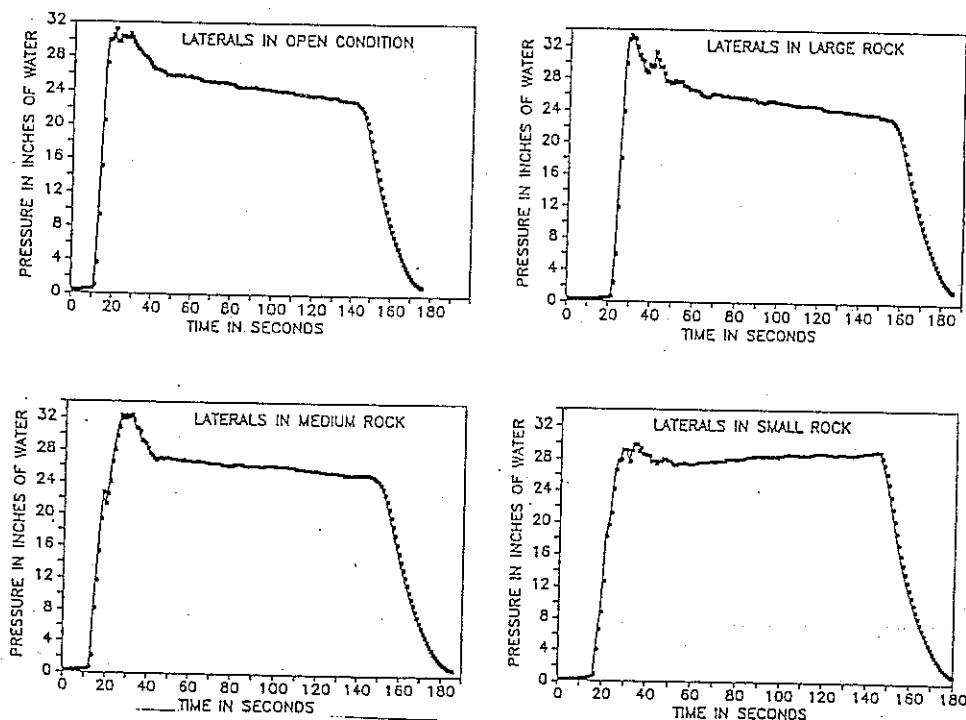 LATERALS IN OPEN CONDITION
PRESSURE IN INCHES OF WATER
32
28
24
20
16
12
8
4
0
0 20 40 60 80 100 120 140 160 180
TIME IN SECONDS
LATERALS IN LARGE ROCK
PRESSURE IN INCHES OF WATER
32
28
24
20
16
12
8
4
0
0 20 40 60 80 100 120 140 160 180
TIME IN SECONDS
LATERALS IN MEDIUM ROCK
PRESSURE IN INCHES OF WATER
32
28
24
20
16
12
8
4
0
0 20 40 60 80 100 120 140 160 180
TIME IN SECONDS
LATERALS IN SMALL ROCK
PRESSURE IN INCHES OF WATER
32
28
24
20
16
12
8
4
0
0 20 40 60 80 100 120 140 160 180
TIME IN SECONDS